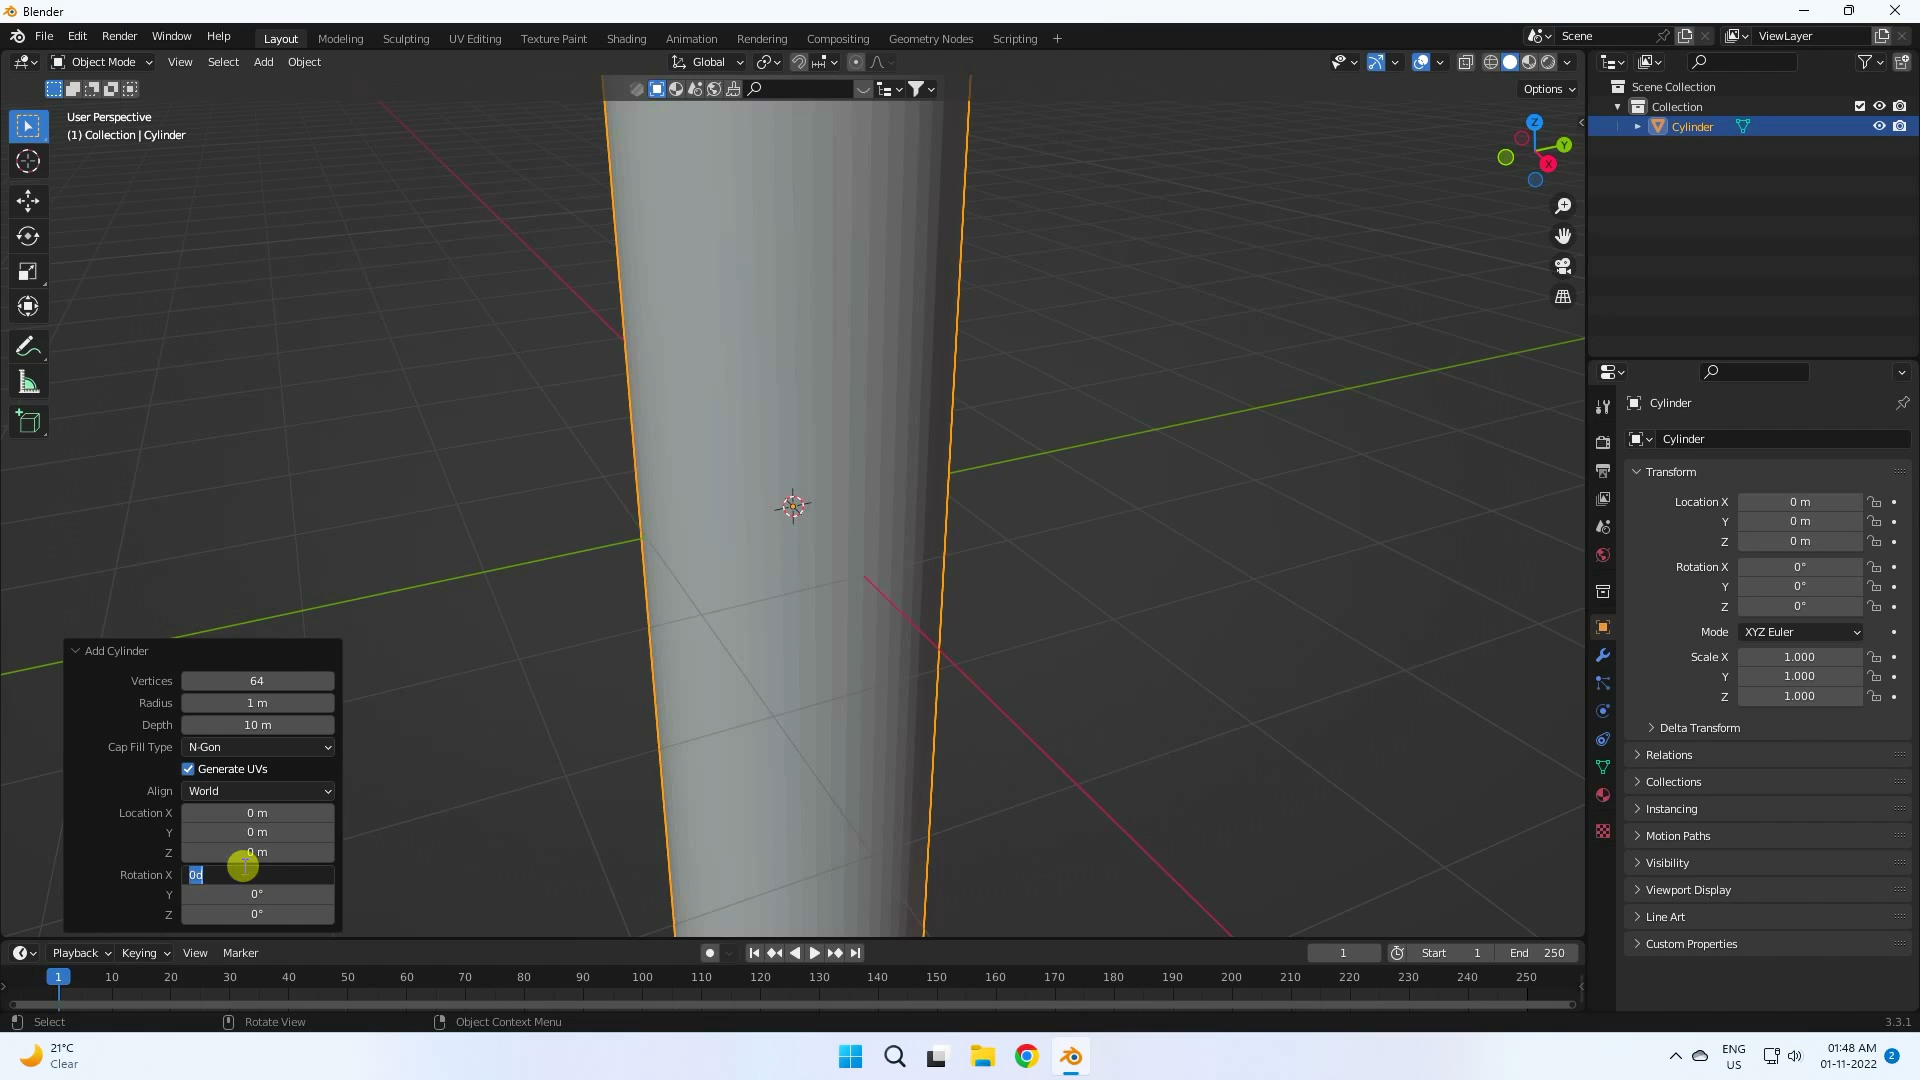 Blender
File Edit Render Window Help Layout Modeling Sculpting UV Editing Texture Paint Shading Animation Rendering Compositing Geometry Nodes Scripting + Scene ViewLayer
Object Mode View Select Add Object Global
Options
User Perspective
(1) Collection | Cylinder
Z
Y
X
Scene Collection
Collection
Cylinder
Cylinder
Cylinder
Transform
Location X 0 m
Y 0 m
Z 0 m
Rotation X 0°
Y 0°
Z 0°
Mode XYZ Euler
Scale X 1.000
Y 1.000
Z 1.000
Delta Transform
Relations
Collections
Instancing
Motion Paths
Visibility
Viewport Display
Line Art
Custom Properties
Add Cylinder
Vertices 64
Radius 1 m
Depth 10 m
Cap Fill Type N-Gon
Generate UVs
Align World
Location X 0 m
Y 0 m
Z 0 m
Rotation X 0d
Y 0°
Z 0°
Playback Keying View Marker 1 Start 1 End 250
1 10 20 30 40 50 60 70 80 90 100 110 120 130 140 150 160 170 180 190 200 210 220 230 240 250
Select Rotate View Object Context Menu 3.3.1
21°C
Clear
ENG
US
01:48 AM
01-11-2022
2